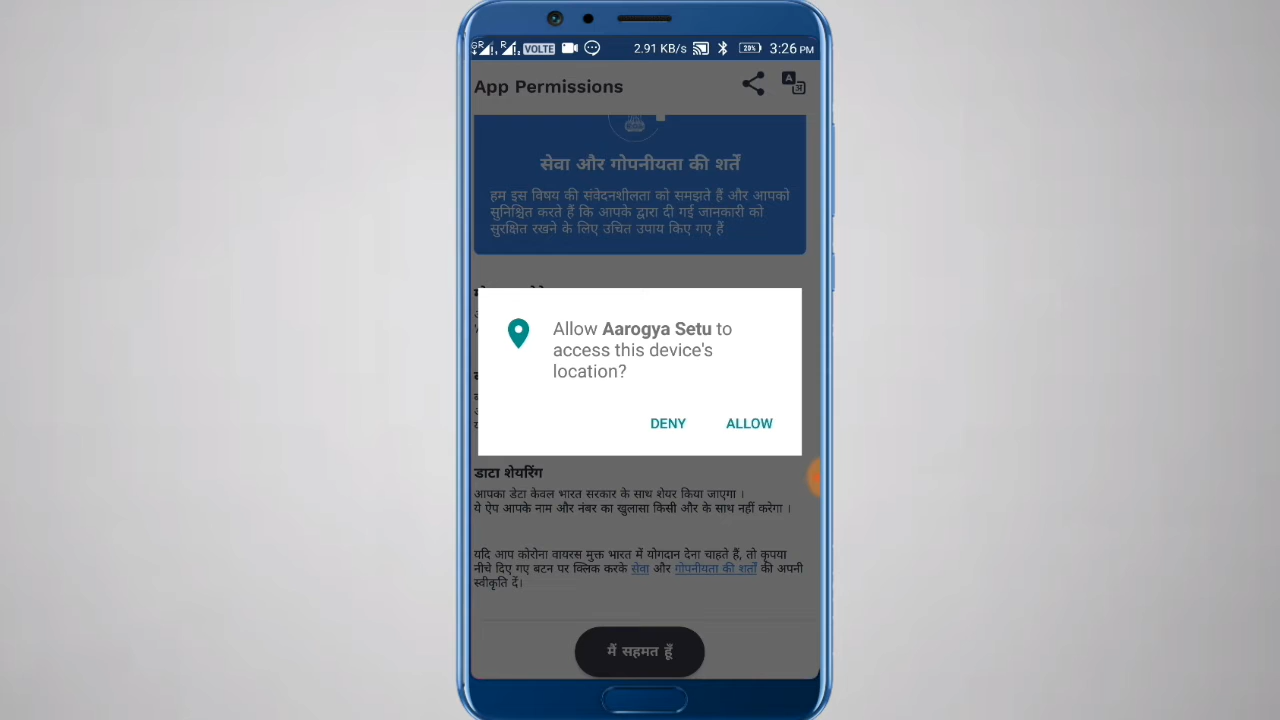 VOLTE 2.91 KB/s 20% 3:26 PM
App Permissions
सेवा और गोपनीयता की शर्तें
हम इस विषय की संवेदनशीलता को समझते हैं और आपको
सुनिश्चित करते हैं कि आपके द्वारा दी गई जानकारी को
सुरक्षित रखने के लिए उचित उपाय किए गए हैं
Allow Aarogya Setu to
access this device's
location?
DENY ALLOW
डाटा शेयरिंग
आपका डेटा केवल भारत सरकार के साथ शेयर किया जाएगा ।
ये ऐप आपके नाम और नंबर का खुलासा किसी और के साथ नहीं करेगा ।
यदि आप कोरोना वायरस मुक्त भारत में योगदान देना चाहते हैं, तो कृपया
नीचे दिए गए बटन पर क्लिक करके सेवा और गोपनीयता की शर्तों को अपनी
स्वीकृति दें।
मैं सहमत हूँ